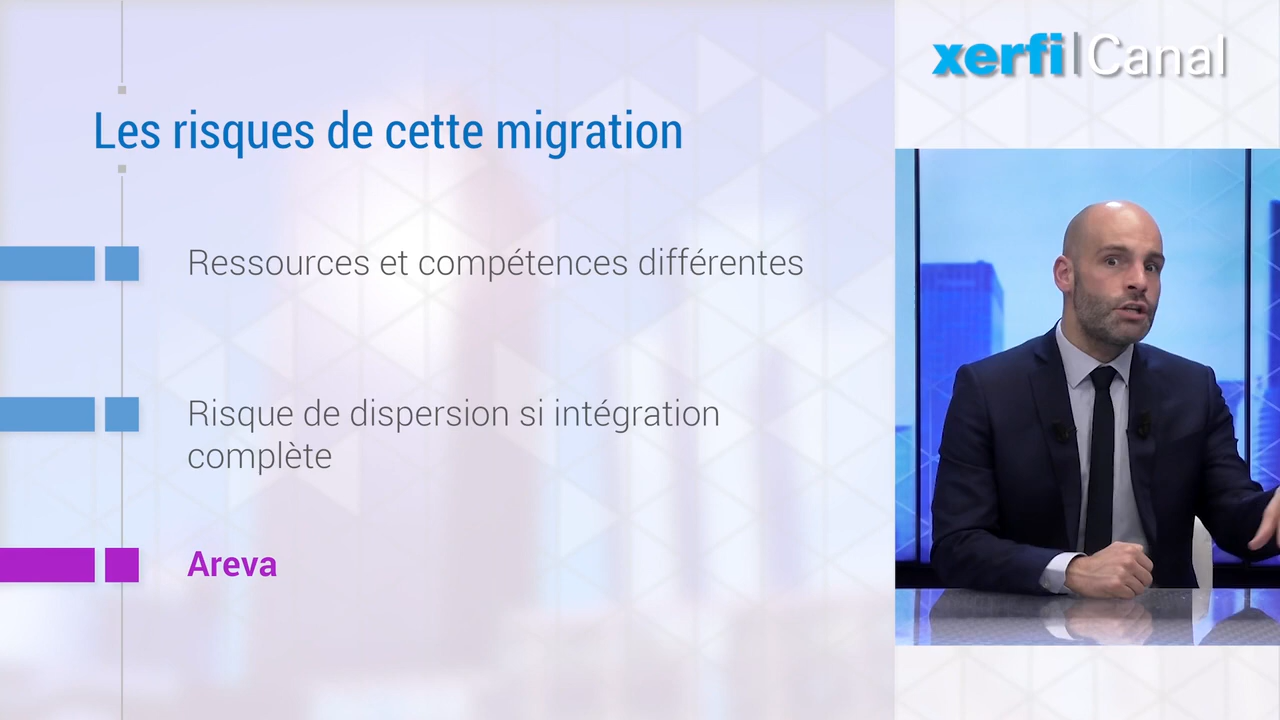 xerfi|Canal
Les risques de cette migration
Ressources et compétences différentes
Risque de dispersion si intégration
complète
Areva